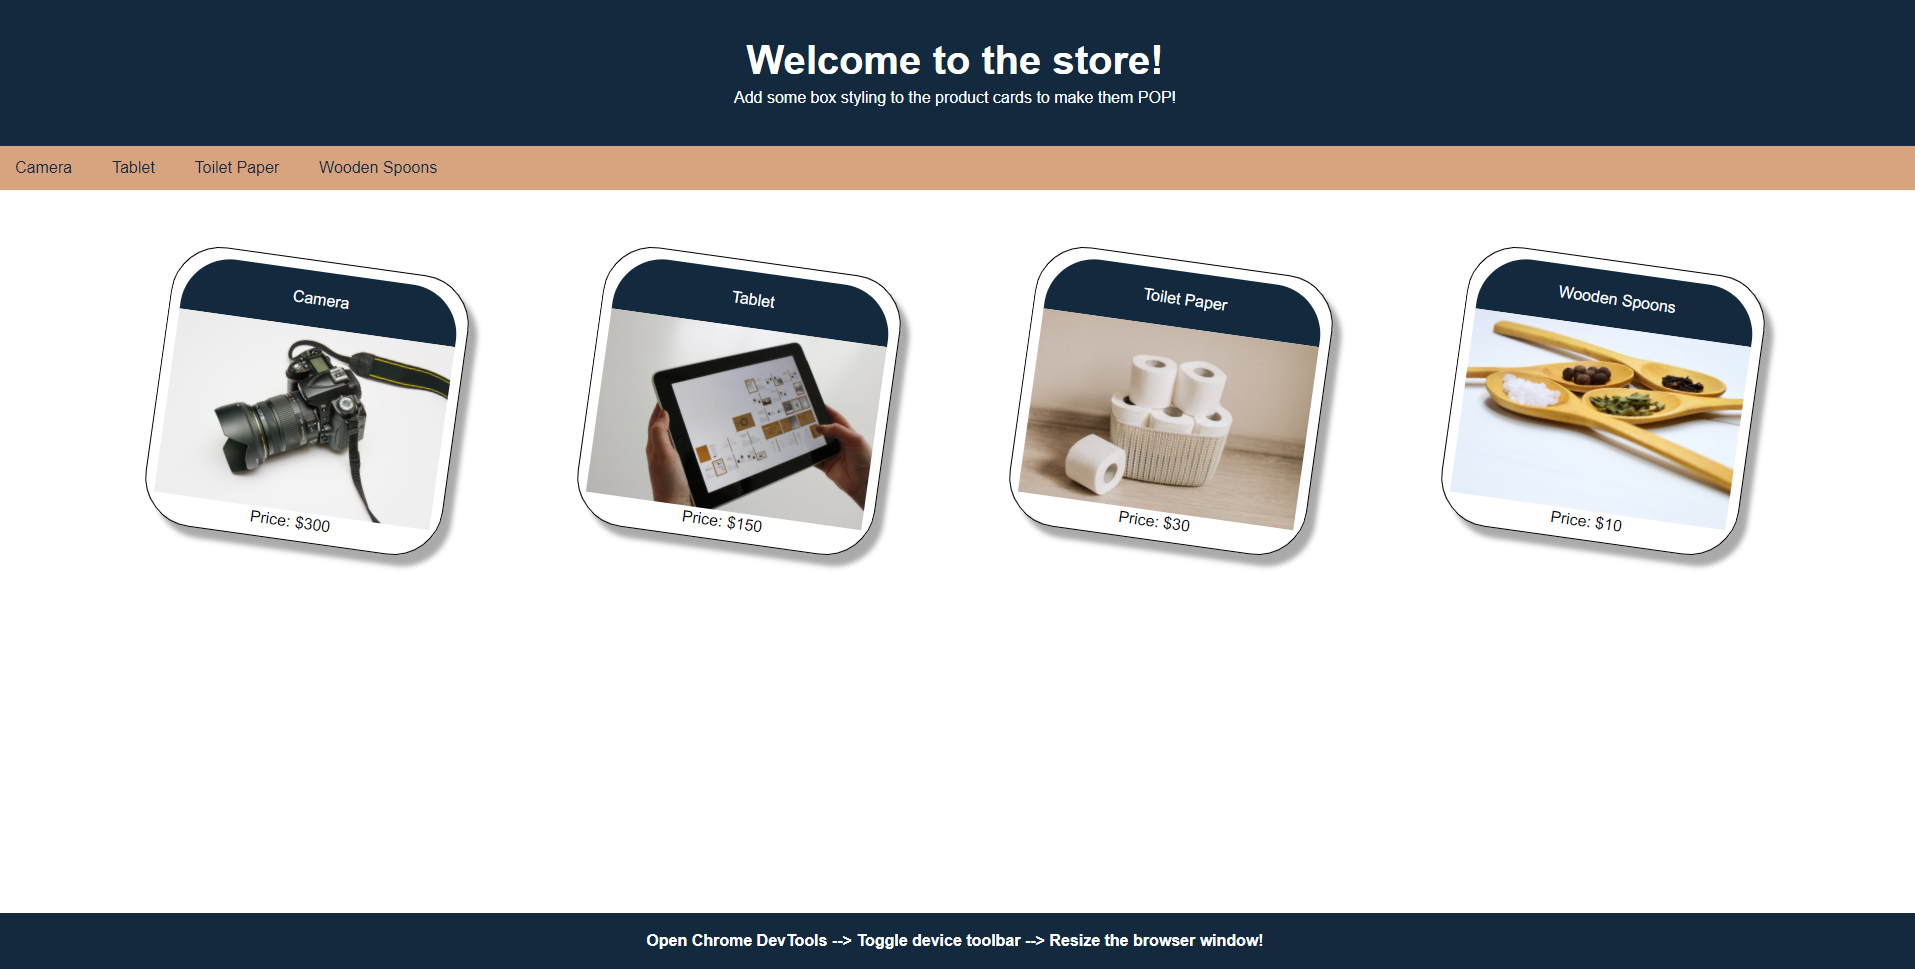 Welcome to the store!
Add some box styling to the product cards to make them POP!
Camera Tablet Toilet Paper Wooden Spoons
Camera
Price: $300
Tablet
Price: $150
Toilet Paper
Price: $30
Wooden Spoons
Price: $10
Open Chrome DevTools --> Toggle device toolbar --> Resize the browser window!